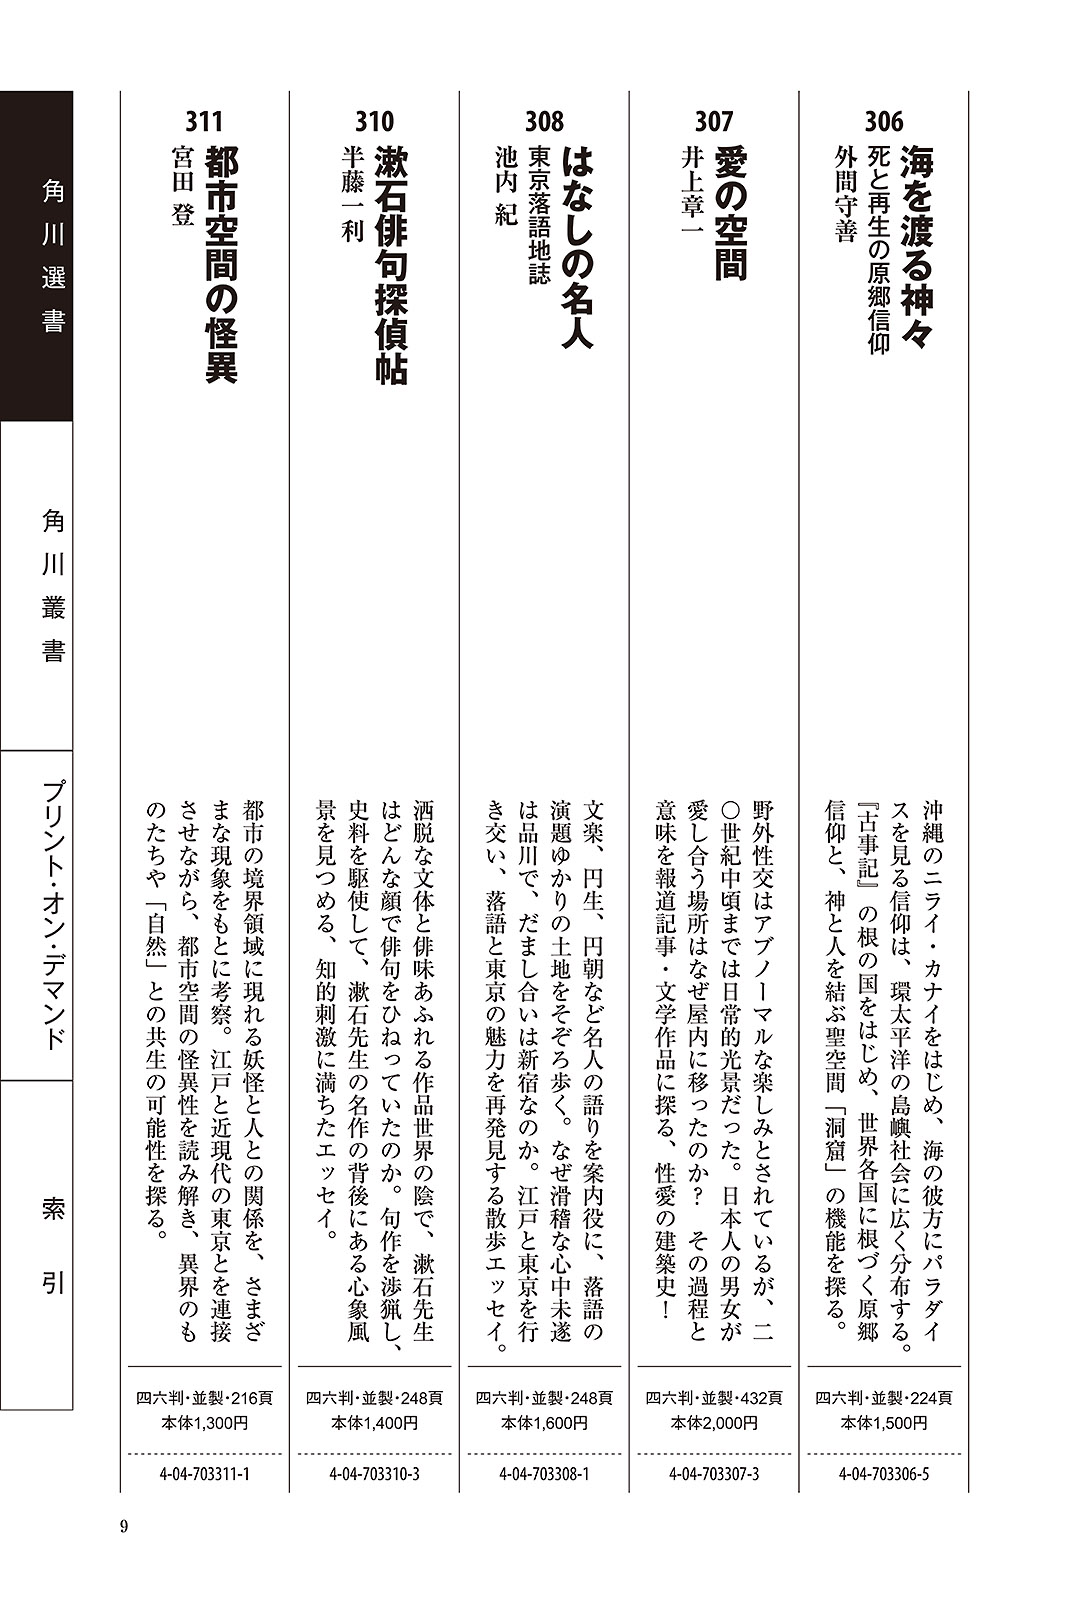 306
海を渡る神々
死と再生の原郷信仰
外間守善
沖縄のニライ・カナイをはじめ、海の彼方にパラダイ
スを見る信仰は、環太平洋の島嶼社会に広く分布する。
『古事記』の根の国をはじめ、世界各国に根づく原郷
信仰と、神と人を結ぶ聖空間「洞窟」の機能を探る。
四六判・並製・224頁
本体1,500円
4-04-703306-5
307
愛の空間
井上章一
野外性交はアブノーマルな楽しみとされているが、二
〇世紀中頃までは日常的光景だった。日本人の男女が
愛し合う場所はなぜ屋内に移ったのか？　その過程と
意味を報道記事・文学作品に探る、性愛の建築史！
四六判・並製・432頁
本体2,000円
4-04-703307-3
308
はなしの名人
東京落語地誌
池内 紀
文楽、円生、円朝など名人の語りを案内役に、落語の
演題ゆかりの土地をそぞろ歩く。なぜ滑稽な心中未遂
は品川で、だまし合いは新宿なのか。江戸と東京を行
き交い、落語と東京の魅力を再発見する散歩エッセイ。
四六判・並製・248頁
本体1,600円
4-04-703308-1
310
漱石俳句探偵帖
半藤一利
洒脱な文体と俳味あふれる作品世界の陰で、漱石先生
はどんな顔で俳句をひねっていたのか。句作を渉猟し、
史料を駆使して、漱石先生の名作の背後にある心象風
景を見つめる、知的刺激に満ちたエッセイ。
四六判・並製・248頁
本体1,400円
4-04-703310-3
311
都市空間の怪異
宮田 登
都市の境界領域に現れる妖怪と人との関係を、さまざ
まな現象をもとに考察。江戸と近現代の東京とを連接
させながら、都市空間の怪異性を読み解き、異界のも
のたちや「自然」との共生の可能性を探る。
四六判・並製・216頁
本体1,300円
4-04-703311-1
角川選書
角川叢書
プリント・オン・デマンド
索引
9